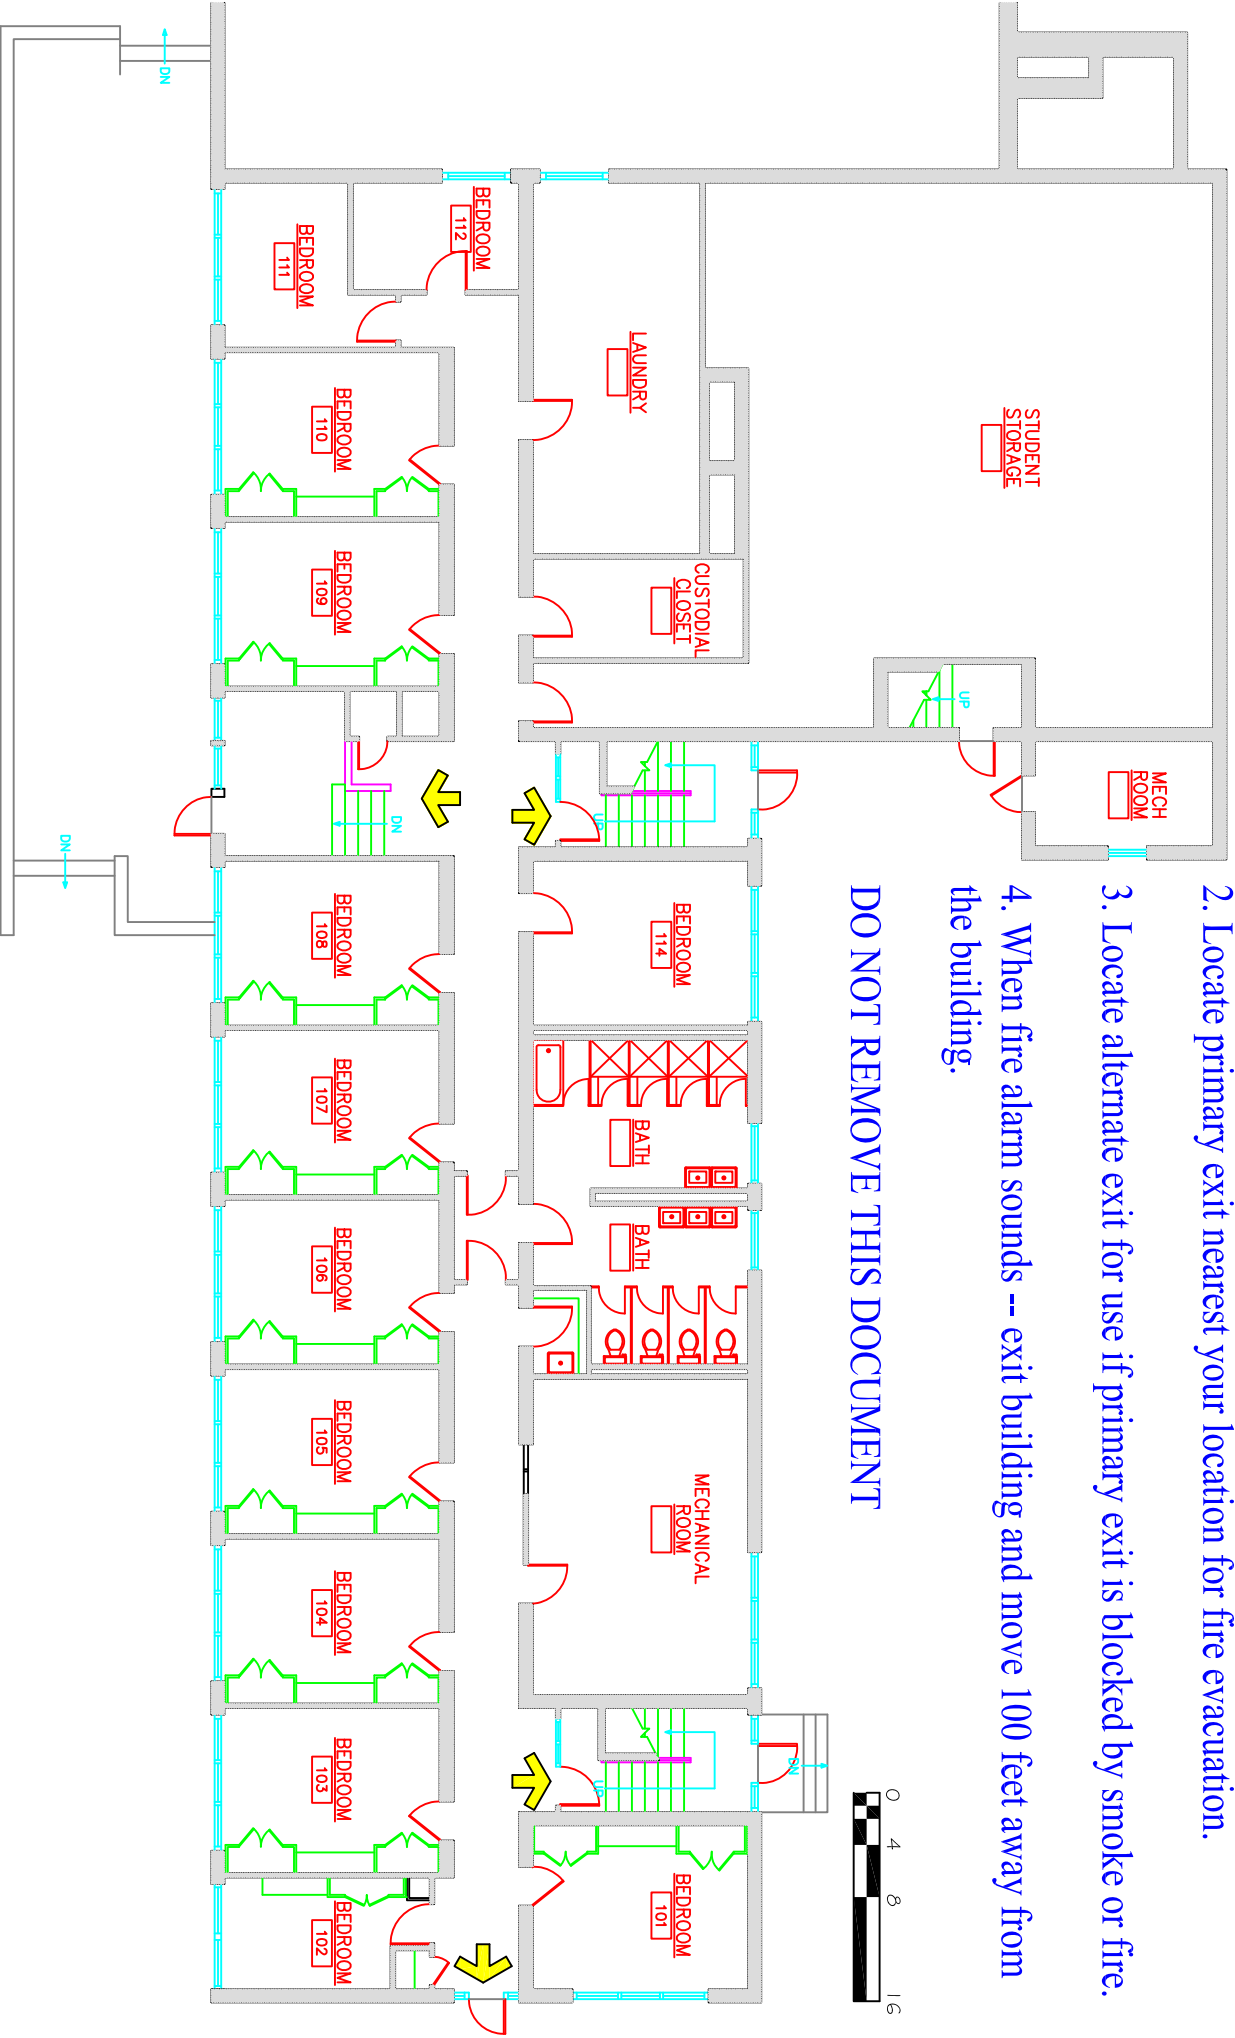 2. Locate primary exit nearest your location for fire evacuation.
3. Locate alternate exit for use if primary exit is blocked by smoke or fire.
4. When fire alarm sounds -- exit building and move 100 feet away from
the building.
DO NOT REMOVE THIS DOCUMENT
0 4 8 16
STUDENT
STORAGE
UP
MECH
ROOM
LAUNDRY
CUSTODIAL
CLOSET
UP
BEDROOM
114
BATH
BATH
MECHANICAL
ROOM
UP
DN
BEDROOM
101
BEDROOM
112
BEDROOM
111
BEDROOM
110
BEDROOM
109
DN
BEDROOM
108
BEDROOM
107
BEDROOM
106
BEDROOM
105
BEDROOM
104
BEDROOM
103
BEDROOM
102
DN
DN